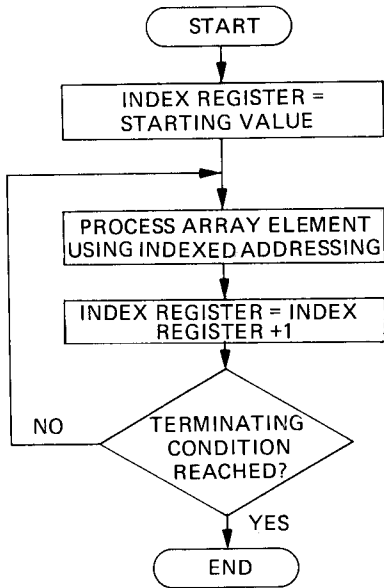 START
INDEX REGISTER =
STARTING VALUE
PROCESS ARRAY ELEMENT
USING INDEXED ADDRESSING
INDEX REGISTER = INDEX
REGISTER +1
TERMINATING
CONDITION
REACHED?
NO
YES
END